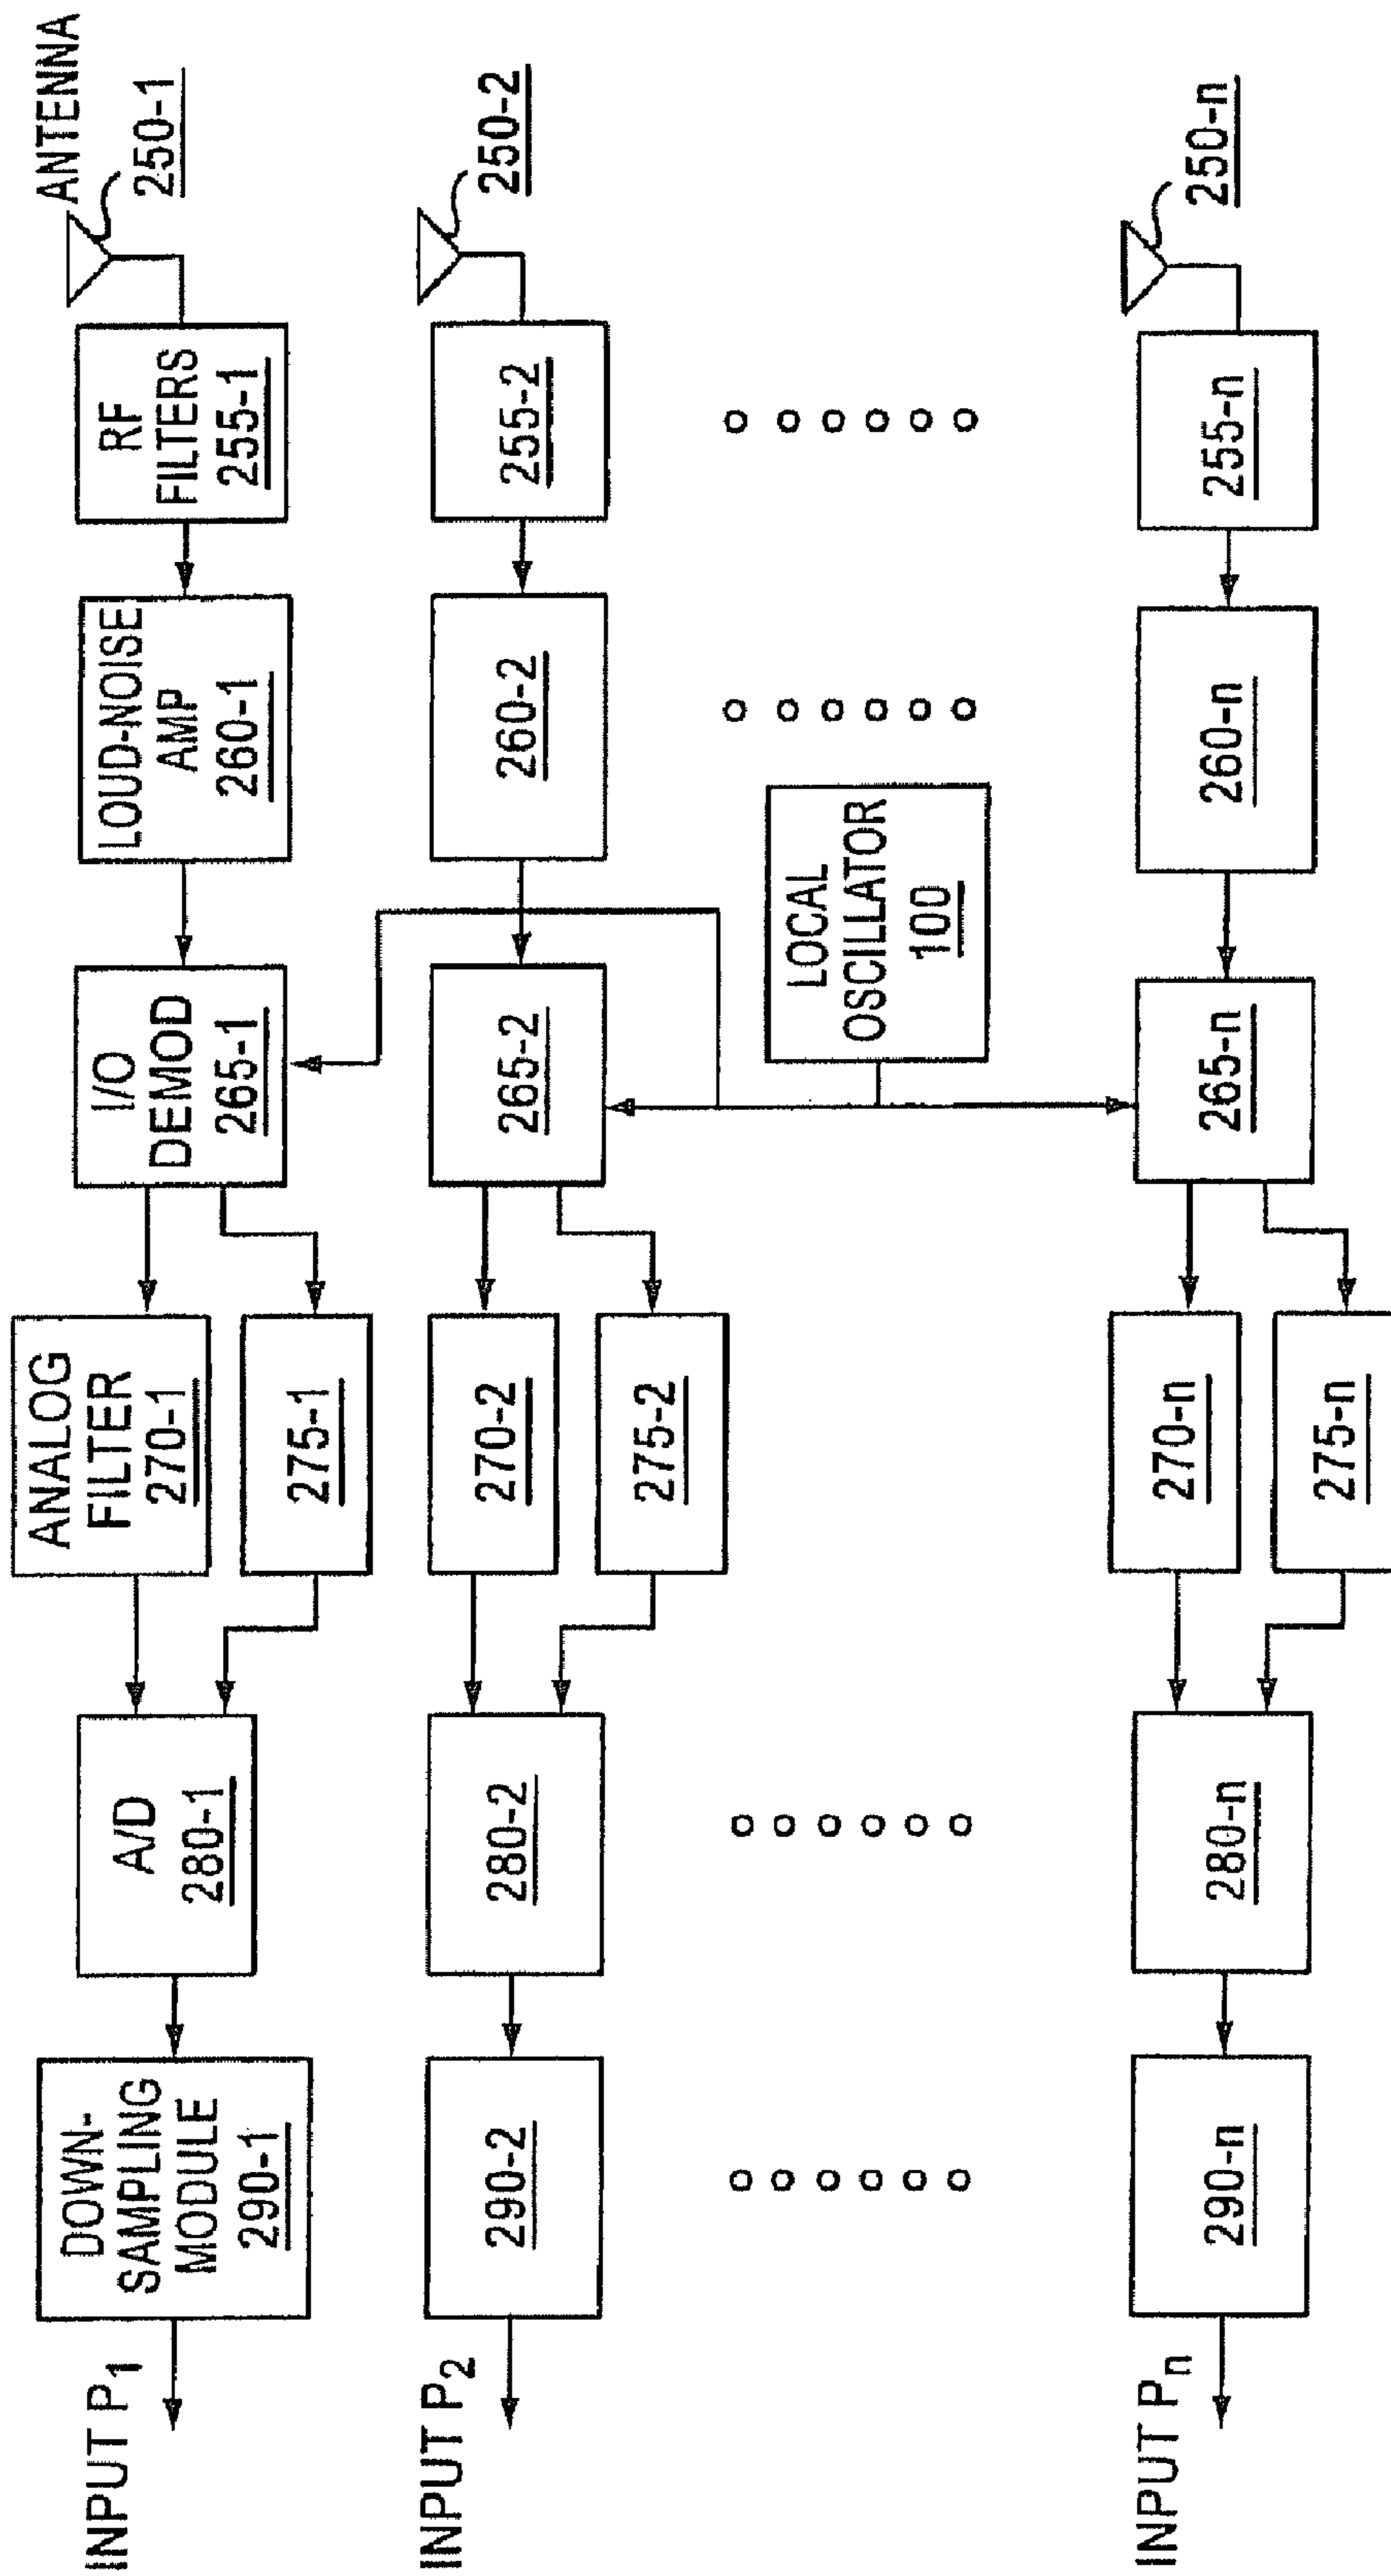 ANTENNA
250-1
RF
FILTERS
255-1
LOUD-NOISE
AMP
260-1
I/O
DEMOD
265-1
ANALOG
FILTER
270-1
275-1
A/D
280-1
DOWN-
SAMPLING
MODULE
290-1
INPUT P1
250-2
255-2
260-2
265-2
270-2
275-2
280-2
290-2
INPUT P2
LOCAL
OSCILLATOR
100
250-n
255-n
260-n
265-n
270-n
275-n
280-n
290-n
INPUT Pn